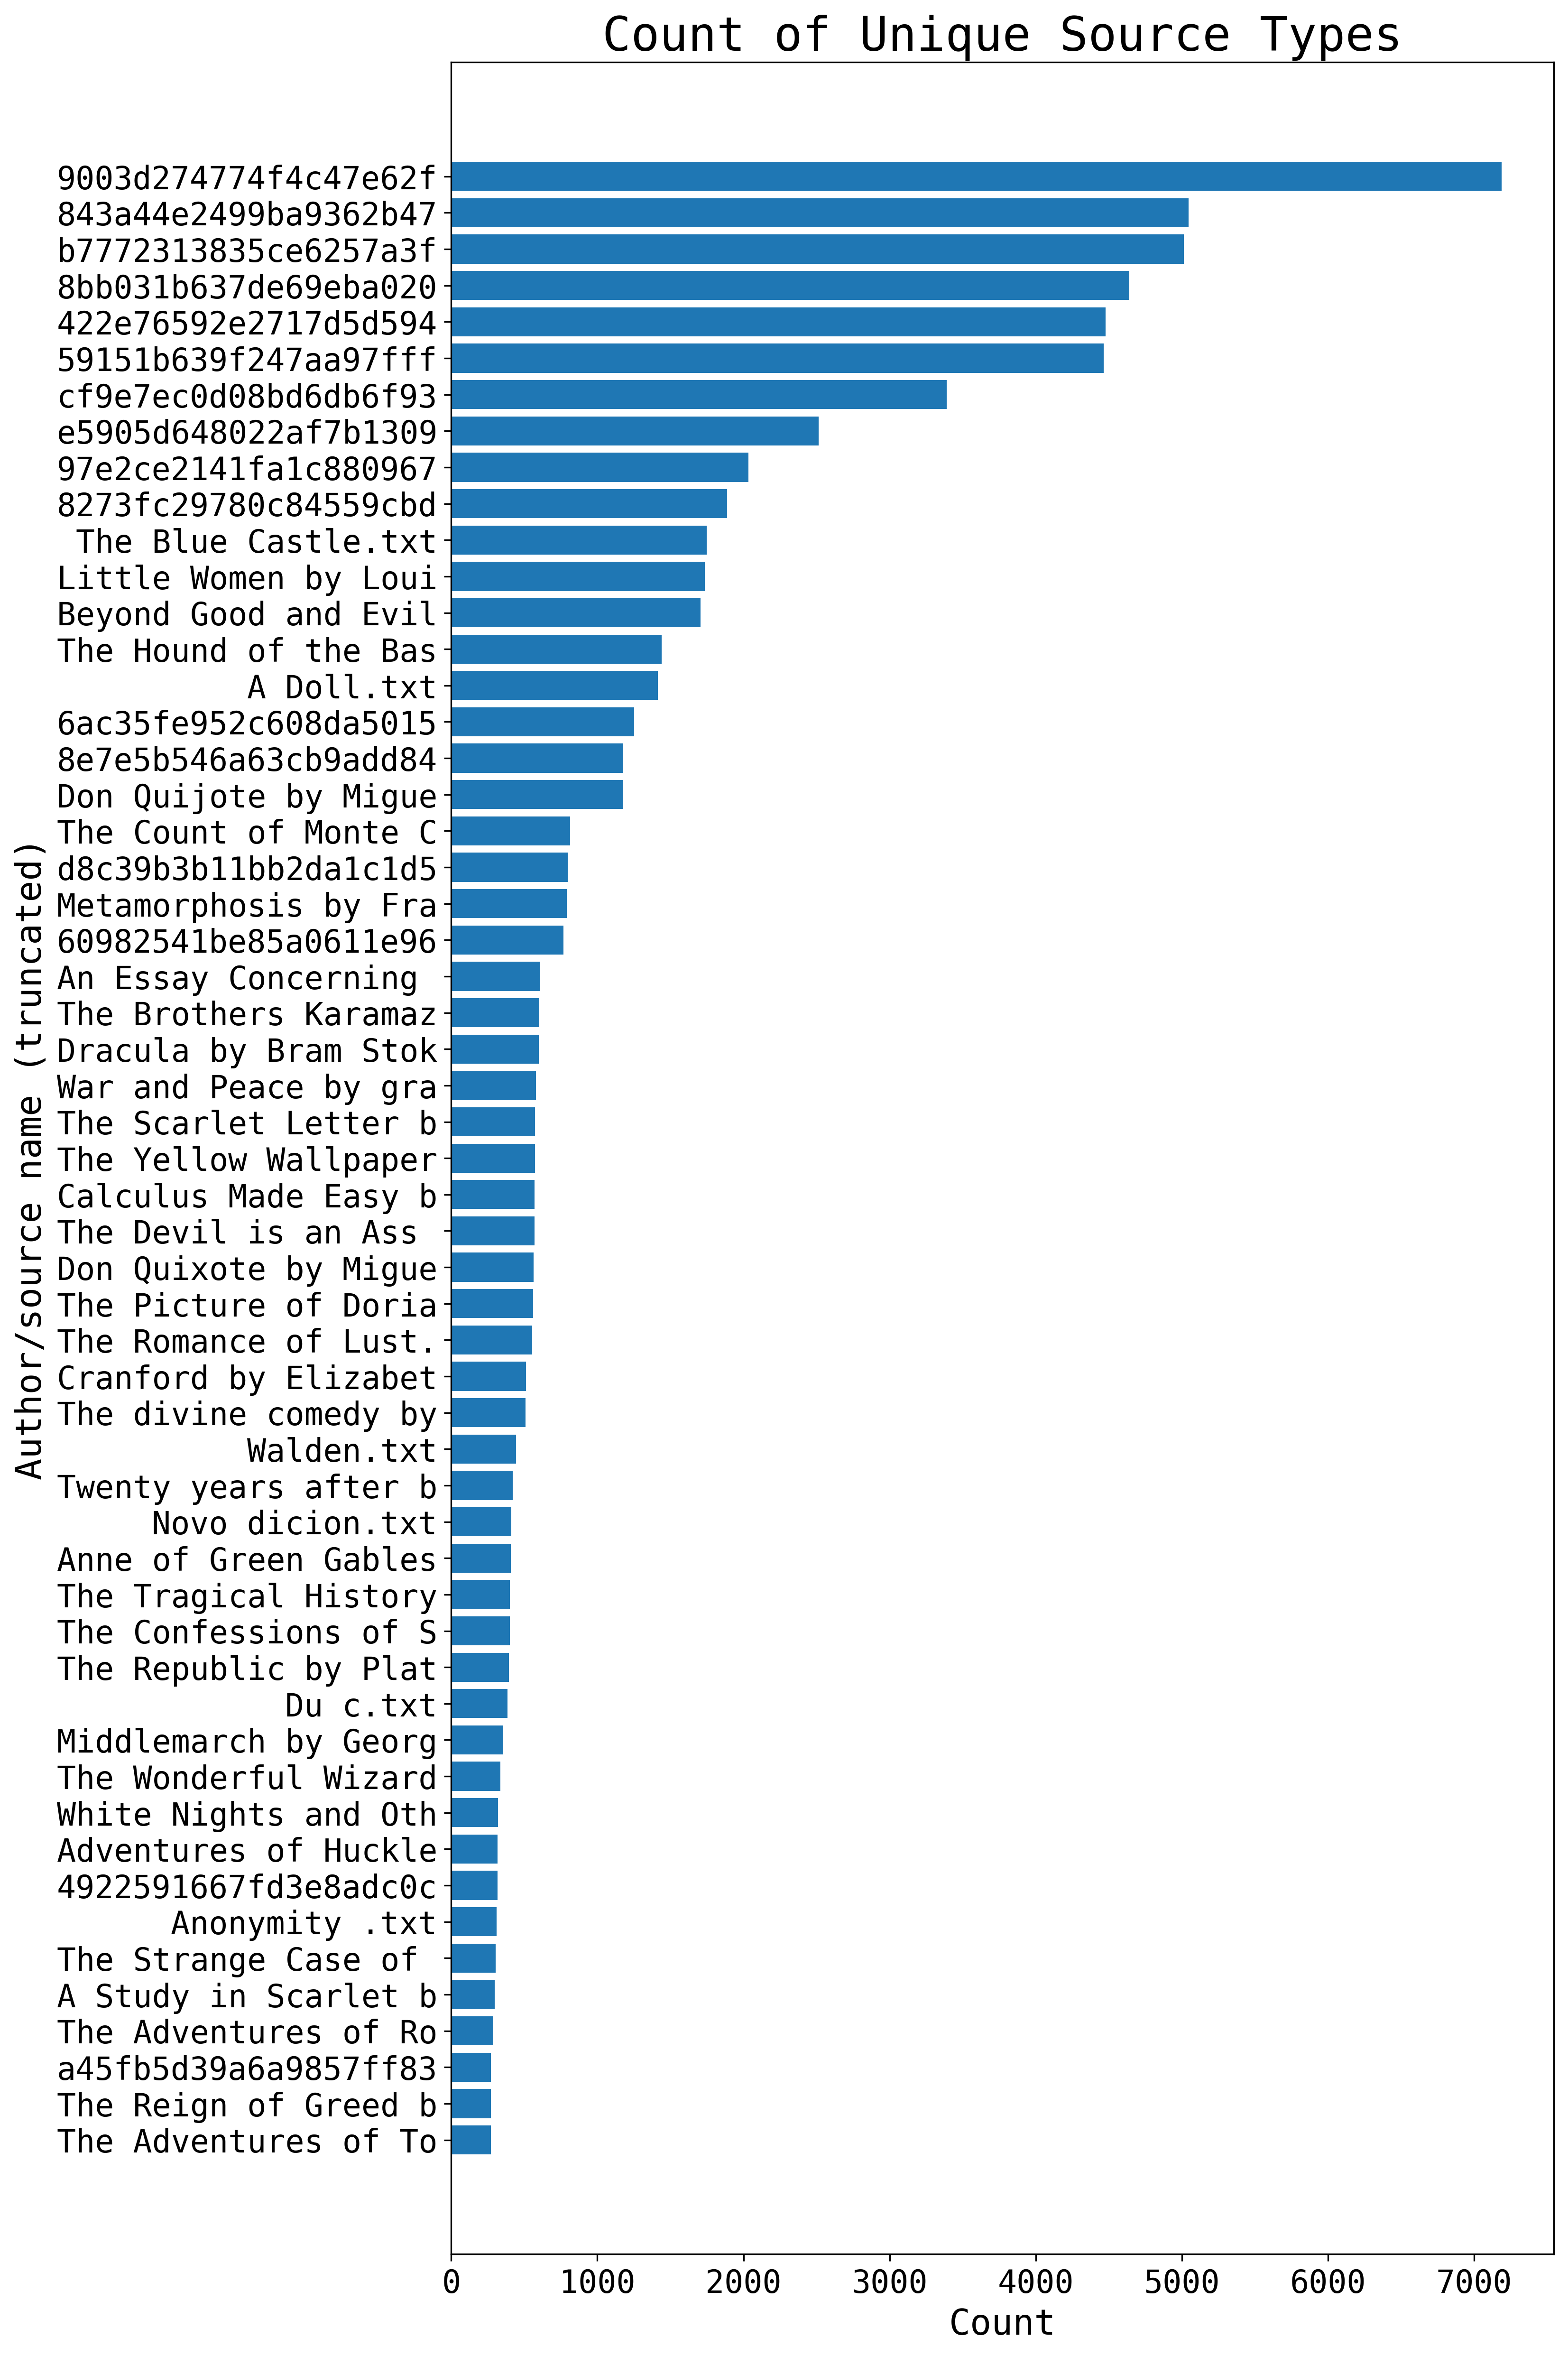 Count of Unique Source Types
Author/source name (truncated)
9003d274774f4c47e62f
843a44e2499ba9362b47
b7772313835ce6257a3f
8bb031b637de69eba020
422e76592e2717d5d594
59151b639f247aa97fff
cf9e7ec0d08bd6db6f93
e5905d648022af7b1309
97e2ce2141fa1c880967
8273fc29780c84559cbd
The Blue Castle.txt
Little Women by Loui
Beyond Good and Evil
The Hound of the Bas
A Doll.txt
6ac35fe952c608da5015
8e7e5b546a63cb9add84
Don Quijote by Migue
The Count of Monte C
d8c39b3b11bb2da1c1d5
Metamorphosis by Fra
60982541be85a0611e96
An Essay Concerning
The Brothers Karamaz
Dracula by Bram Stok
War and Peace by gra
The Scarlet Letter b
The Yellow Wallpaper
Calculus Made Easy b
The Devil is an Ass
Don Quixote by Migue
The Picture of Doria
The Romance of Lust.
Cranford by Elizabet
The divine comedy by
Walden.txt
Twenty years after b
Novo dicion.txt
Anne of Green Gables
The Tragical History
The Confessions of S
The Republic by Plat
Du c.txt
Middlemarch by Georg
The Wonderful Wizard
White Nights and Oth
Adventures of Huckle
4922591667fd3e8adc0c
Anonymity .txt
The Strange Case of
A Study in Scarlet b
The Adventures of Ro
a45fb5d39a6a9857ff83
The Reign of Greed b
The Adventures of To
0 1000 2000 3000 4000 5000 6000 7000
Count